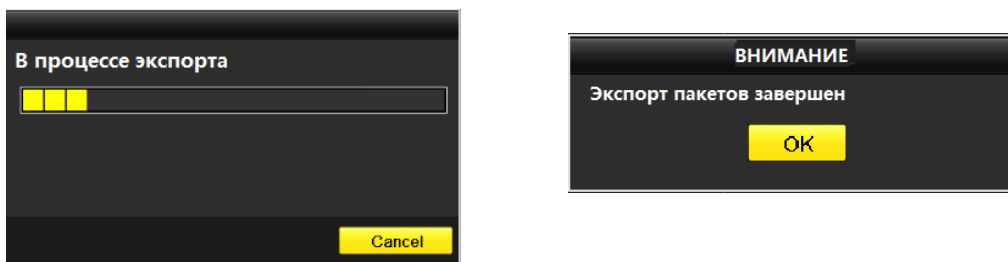 В процессе экспорта
Cancel
ВНИМАНИЕ
Экспорт пакетов завершен
OK